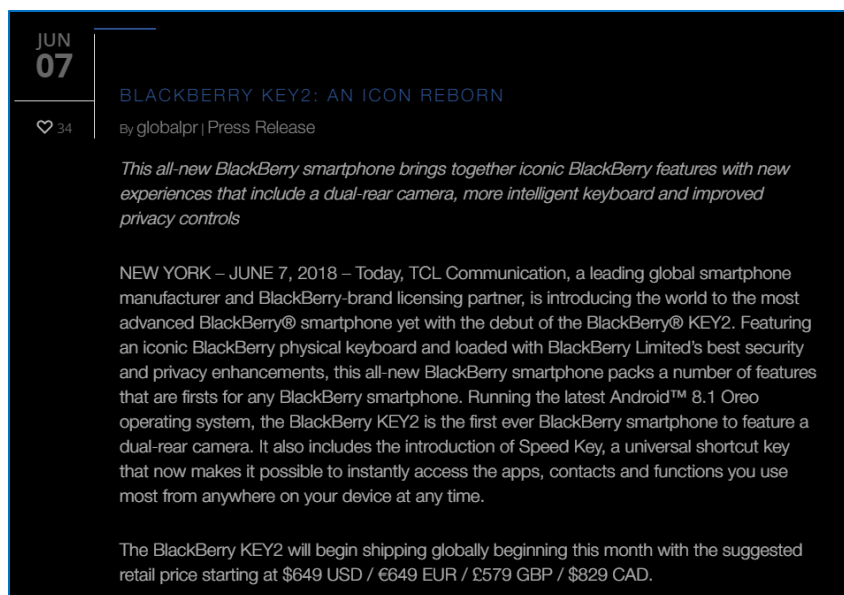 JUN
07
34
BLACKBERRY KEY2: AN ICON REBORN
By globalpr | Press Release
This all-new BlackBerry smartphone brings together iconic BlackBerry features with new
experiences that include a dual-rear camera, more intelligent keyboard and improved
privacy controls
NEW YORK – JUNE 7, 2018 – Today, TCL Communication, a leading global smartphone
manufacturer and BlackBerry-brand licensing partner, is introducing the world to the most
advanced BlackBerry® smartphone yet with the debut of the BlackBerry® KEY2. Featuring
an iconic BlackBerry physical keyboard and loaded with BlackBerry Limited’s best security
and privacy enhancements, this all-new BlackBerry smartphone packs a number of features
that are firsts for any BlackBerry smartphone. Running the latest Android™ 8.1 Oreo
operating system, the BlackBerry KEY2 is the first ever BlackBerry smartphone to feature a
dual-rear camera. It also includes the introduction of Speed Key, a universal shortcut key
that now makes it possible to instantly access the apps, contacts and functions you use
most from anywhere on your device at any time.
The BlackBerry KEY2 will begin shipping globally beginning this month with the suggested
retail price starting at $649 USD / €649 EUR / £579 GBP / $829 CAD.